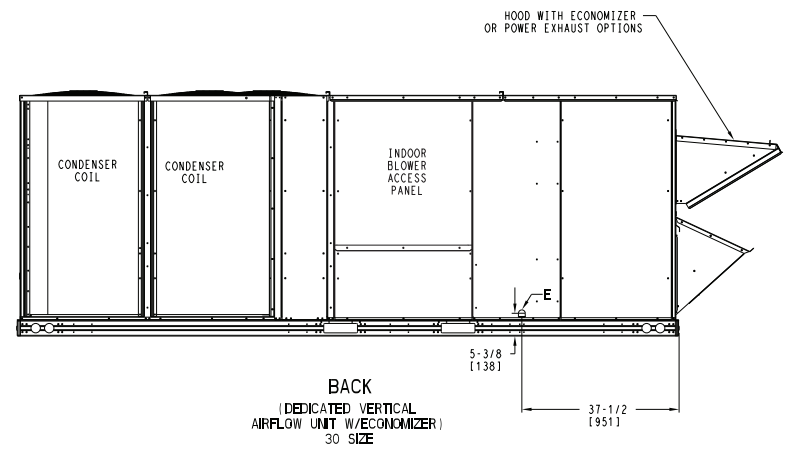 HOOD WITH ECONOMIZER
OR POWER EXHAUST OPTIONS
CONDENSER
COIL
CONDENSER
COIL
INDOOR
BLOWER
ACCESS
PANEL
E
5-3/8
[138]
37-1/2
[951]
BACK
(DEDICATED VERTICAL
AIRFLOW UNIT W/ECONOMIZER)
30 SIZE